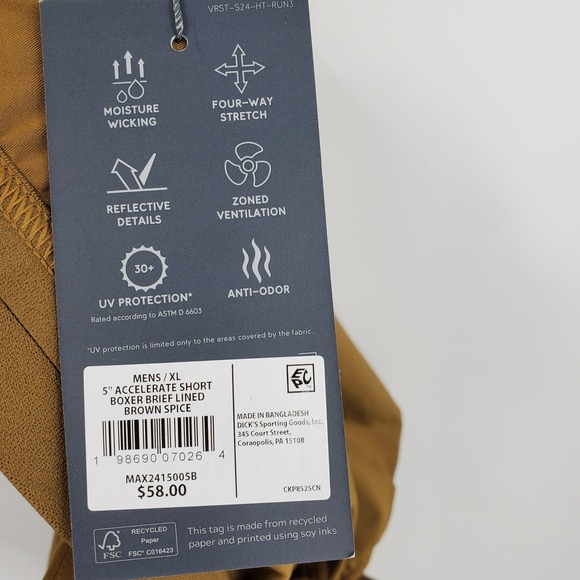 VRST-S24-HT-RUN3
MOISTURE
WICKING
FOUR-WAY
STRETCH
REFLECTIVE
DETAILS
ZONED
VENTILATION
30+
UV PROTECTION*
Rated according to ASTM D 6603
ANTI-ODOR
*UV protection is limited only to the areas covered by the fabric.
MENS / XL
5" ACCELERATE SHORT
BOXER BRIEF LINED
BROWN SPICE
1 98690 07026 4
MAX2415005B
$58.00
EPC
MADE IN BANGLADESH
DICK'S Sporting Goods, Inc.
345 Court Street,
Coraopolis, PA 15108
CKP8525CN
FSC
RECYCLED
Paper
FSC® C016423
This tag is made from recycled
paper and printed using soy inks